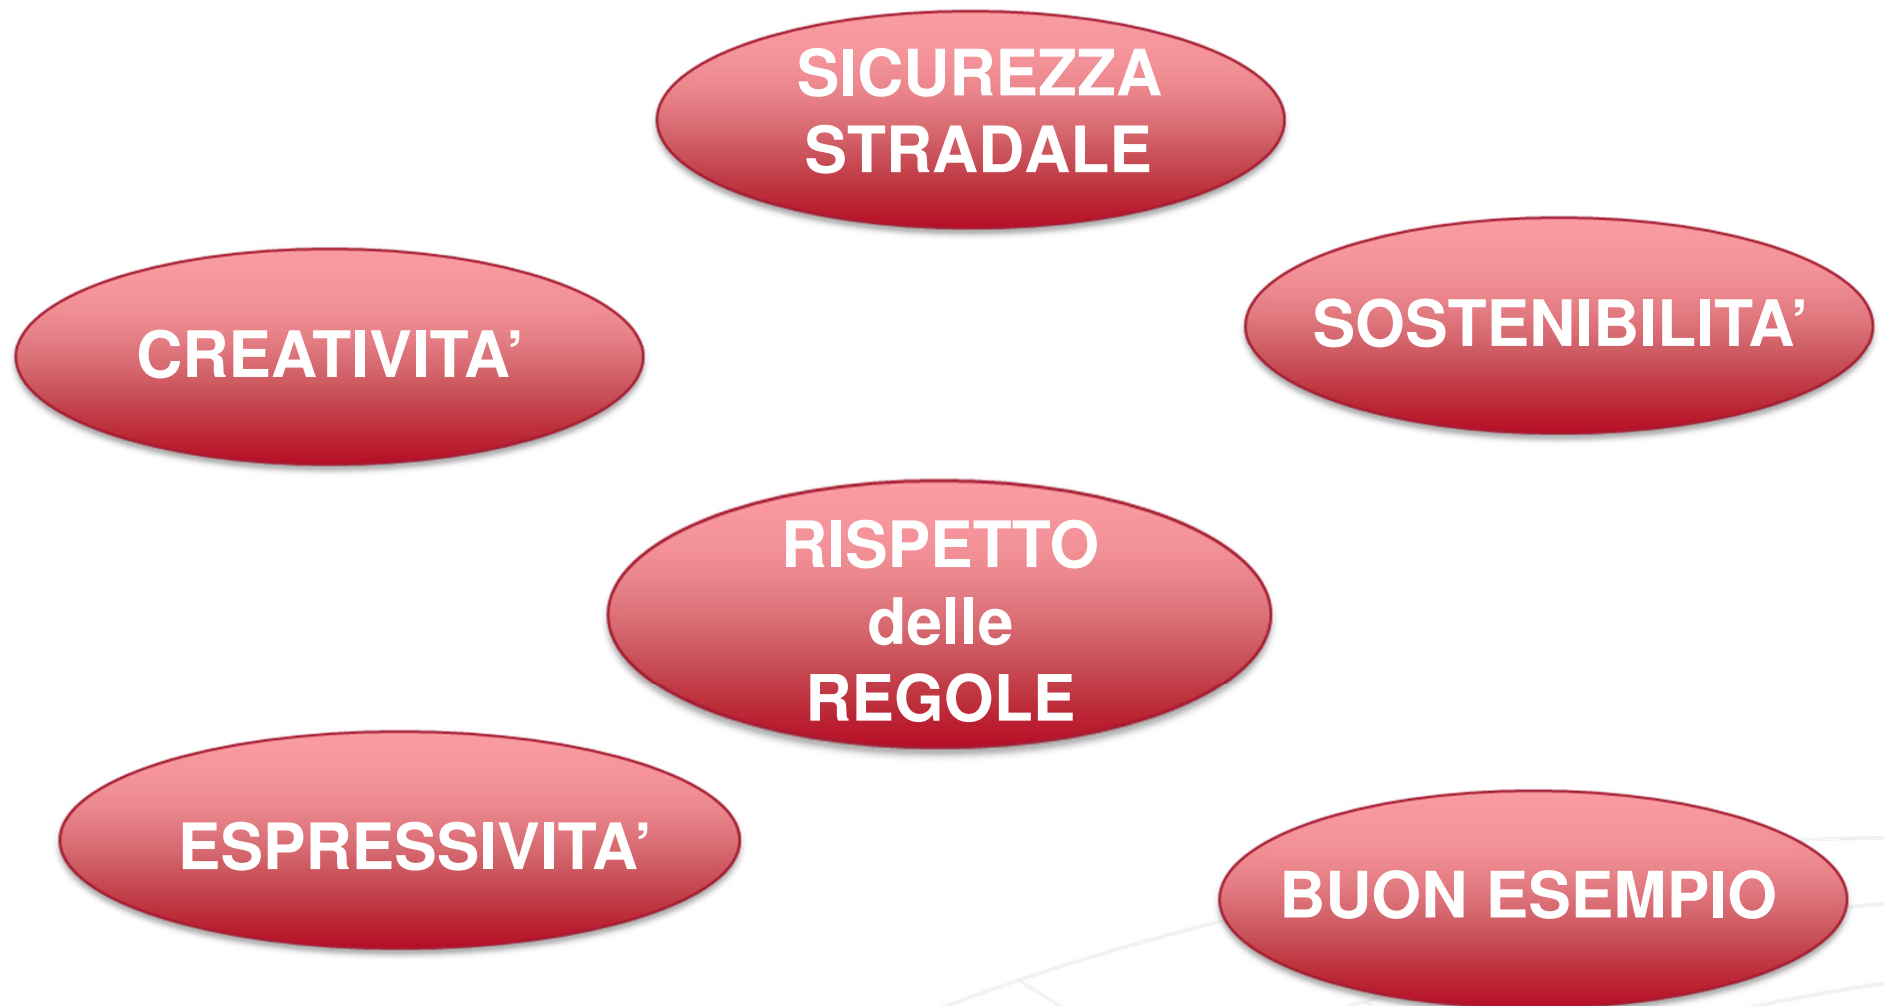 SICUREZZA
STRADALE
SOSTENIBILITA’
CREATIVITA’
RISPETTO
delle
REGOLE
ESPRESSIVITA’
BUON ESEMPIO